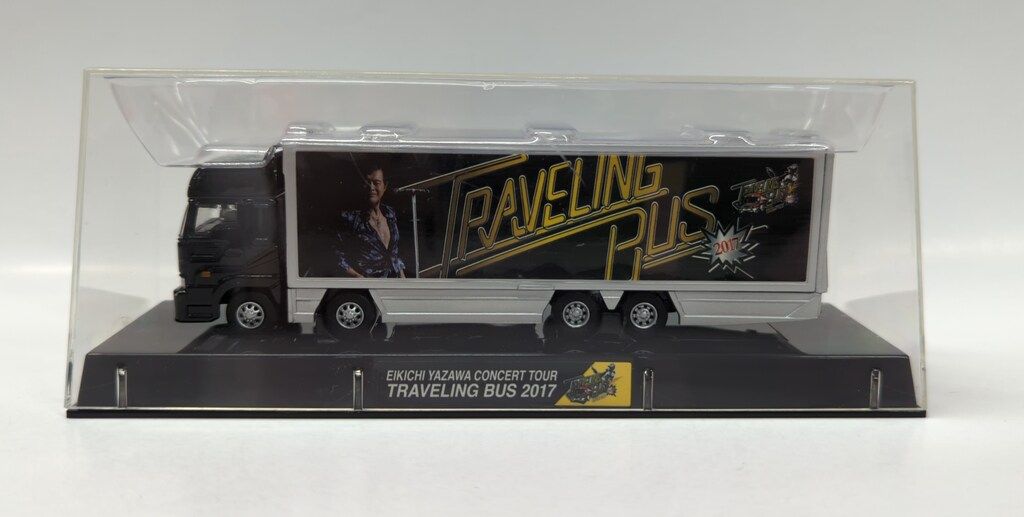 TRAVELING
BUS
2017
EIKICHI YAZAWA CONCERT TOUR
TRAVELING BUS 2017